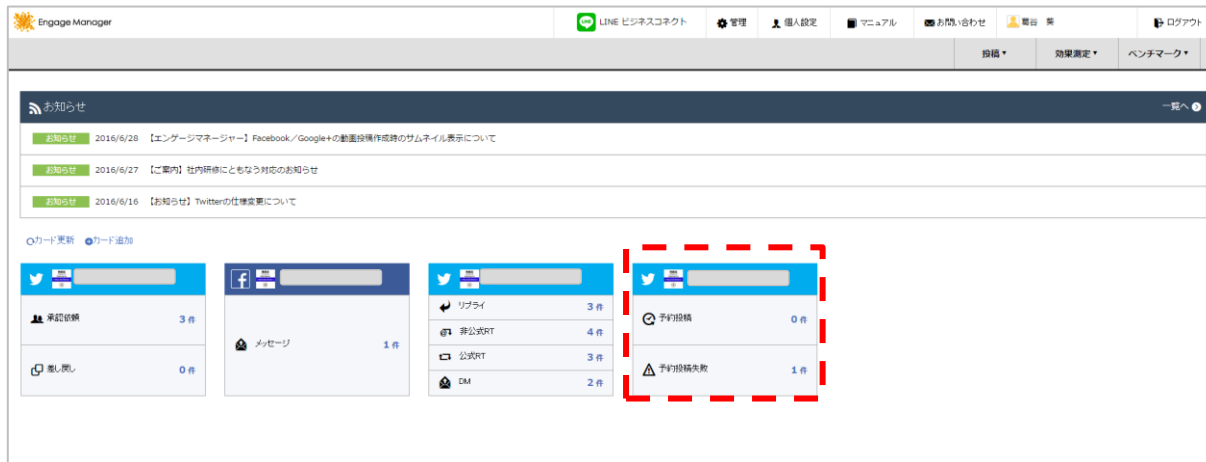 Engage Manager
LINE ビジネスコネクト
管理
個人設定
マニュアル
お問い合わせ
葛谷 葵
ログアウト
投稿▼
効果測定▼
ベンチマーク▼
お知らせ
一覧へ
お知らせ 2016/6/28 【エンゲージマネージャー】Facebook/Google+の動画投稿作成時のサムネイル表示について
お知らせ 2016/6/27 【ご案内】社内研修にともなう対応のお知らせ
お知らせ 2016/6/16 【お知らせ】Twitterの仕様変更について
カード更新 カード追加
承認依頼 3 件
差し戻し 0 件
メッセージ 1 件
リプライ 3 件
非公式RT 4 件
公式RT 3 件
DM 2 件
予約投稿 0 件
予約投稿失敗 1 件